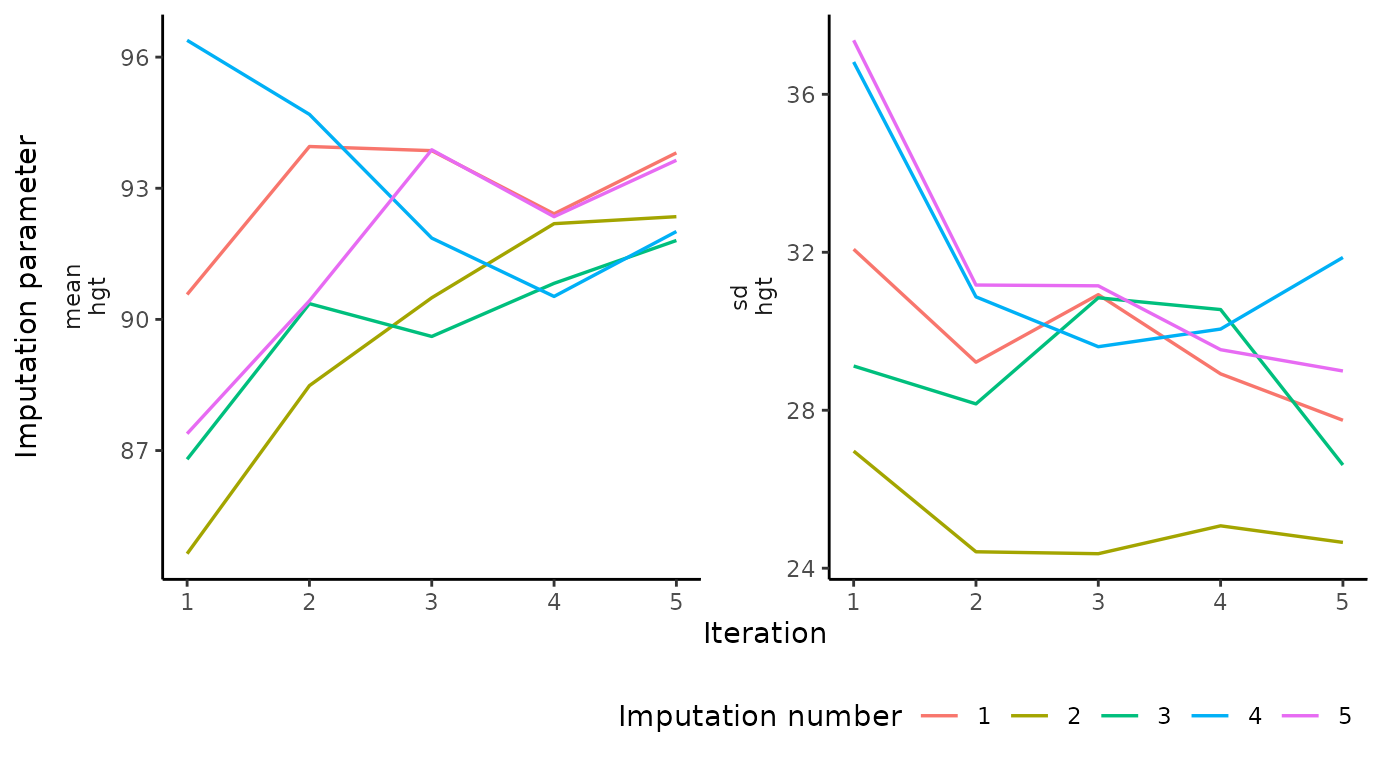 Imputation parameter
mean
hgt
96
93
90
87
1 2 3 4 5
sd
hgt
36
32
28
24
1 2 3 4 5
Iteration
Imputation number 1 2 3 4 5